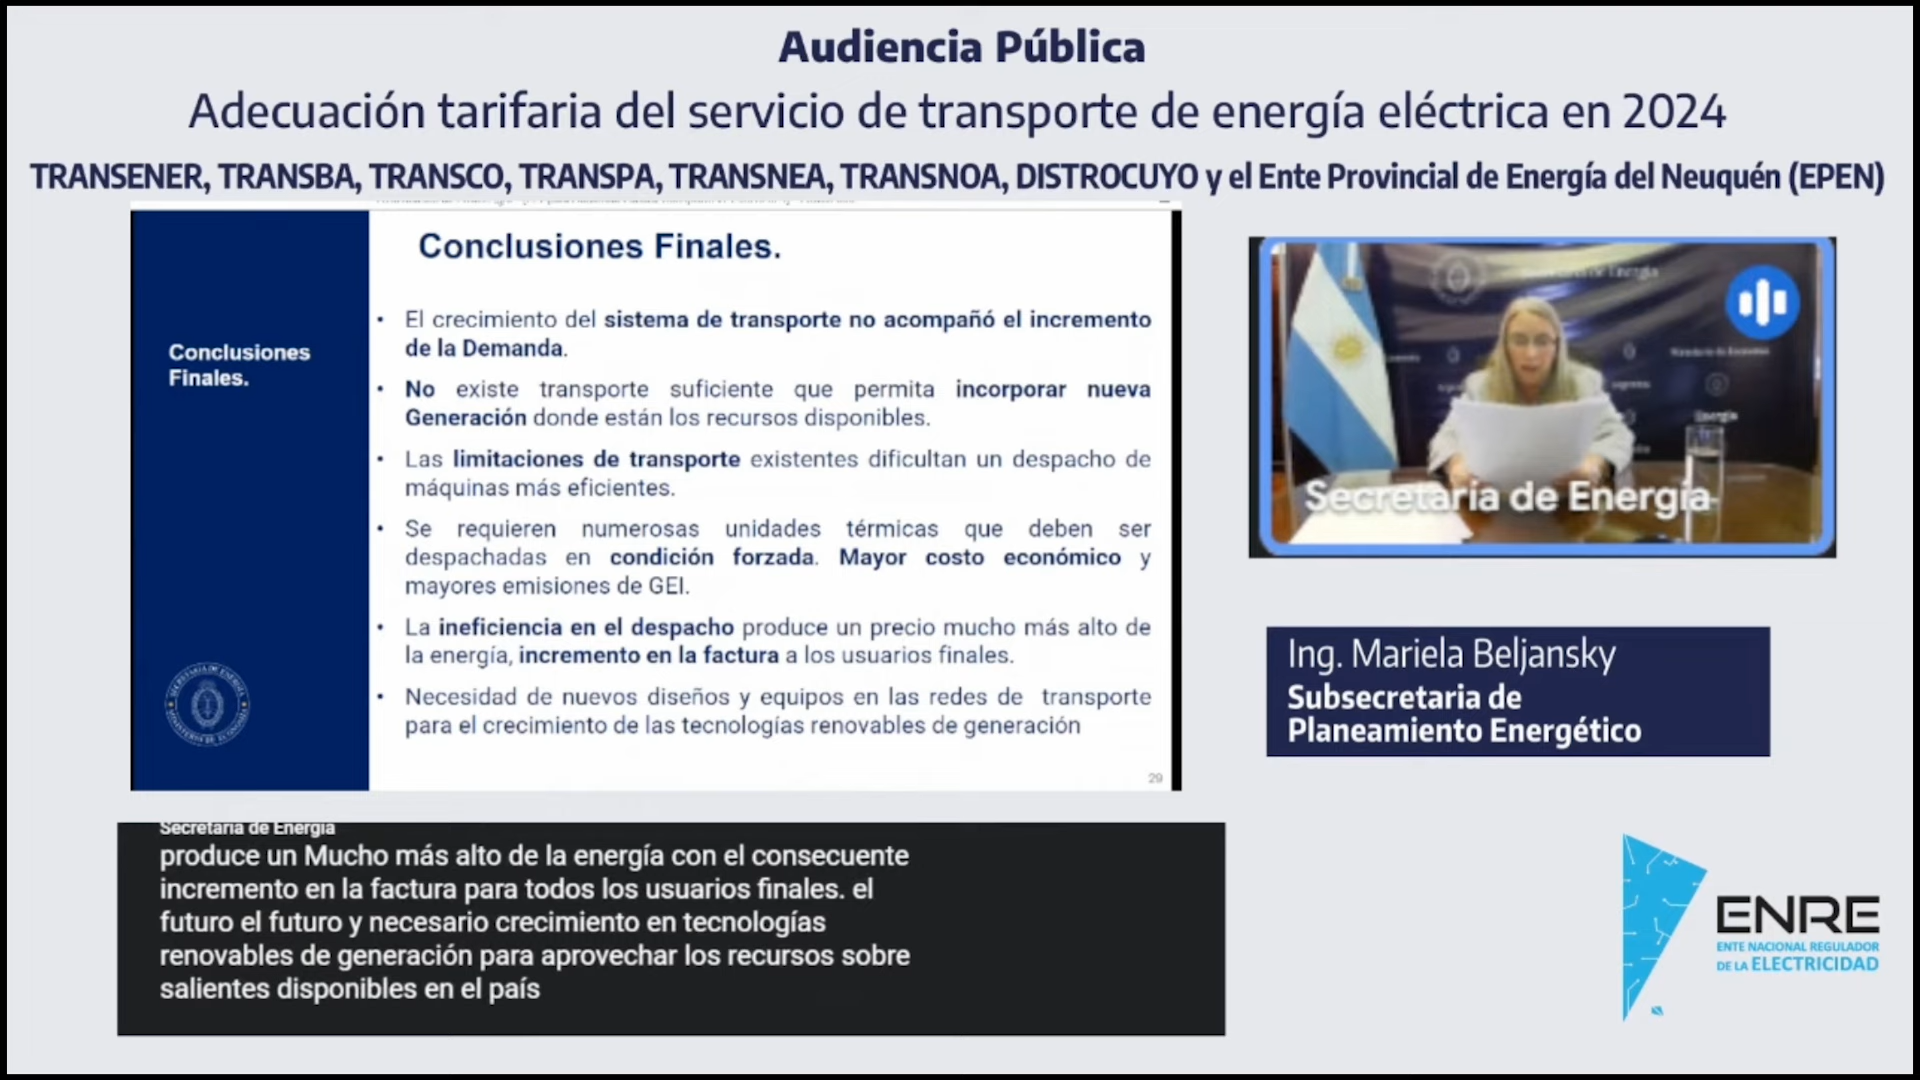 Audiencia Pública
Adecuación tarifaria del servicio de transporte de energía eléctrica en 2024
TRANSENER, TRANSBA, TRANSCO, TRANSPA, TRANSNEA, TRANSNOA, DISTROCUYO y el Ente Provincial de Energía del Neuquén (EPEN)
Conclusiones
Finales.
SECRETARÍA DE ENERGÍA
MINISTERIO DE ECONOMÍA
Conclusiones Finales.
• El crecimiento del sistema de transporte no acompañó el incremento
de la Demanda.
• No existe transporte suficiente que permita incorporar nueva
Generación donde están los recursos disponibles.
• Las limitaciones de transporte existentes dificultan un despacho de
máquinas más eficientes.
• Se requieren numerosas unidades térmicas que deben ser
despachadas en condición forzada. Mayor costo económico y
mayores emisiones de GEI.
• La ineficiencia en el despacho produce un precio mucho más alto de
la energía, incremento en la factura a los usuarios finales.
• Necesidad de nuevos diseños y equipos en las redes de transporte
para el crecimiento de las tecnologías renovables de generación
29
Secretaría de Energía
Ing. Mariela Beljansky
Subsecretaria de
Planeamiento Energético
Secretaría de Energía
produce un Mucho más alto de la energía con el consecuente
incremento en la factura para todos los usuarios finales. el
futuro el futuro y necesario crecimiento en tecnologías
renovables de generación para aprovechar los recursos sobre
salientes disponibles en el país
ENRE
ENTE NACIONAL REGULADOR
DE LA ELECTRICIDAD